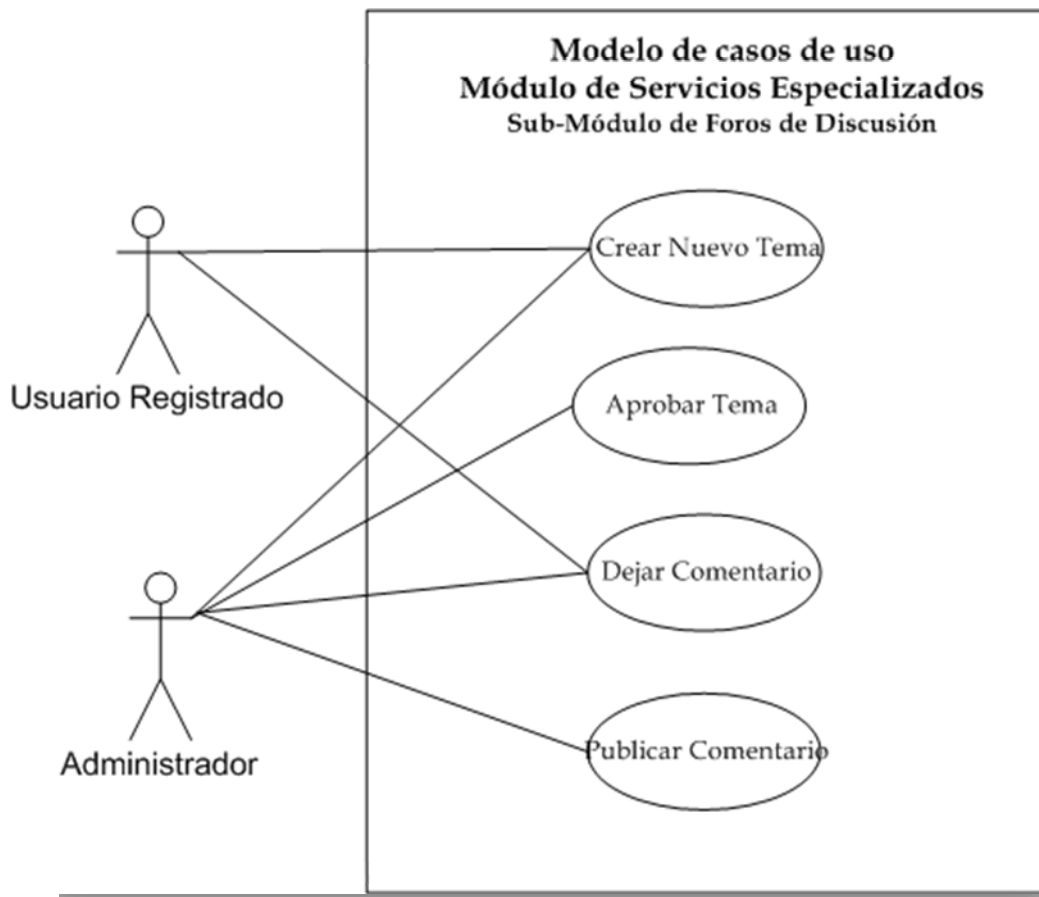 Modelo de casos de uso
Módulo de Servicios Especializados
Sub-Módulo de Foros de Discusión
Crear Nuevo Tema
Usuario Registrado
Aprobar Tema
Dejar Comentario
Administrador
Publicar Comentario